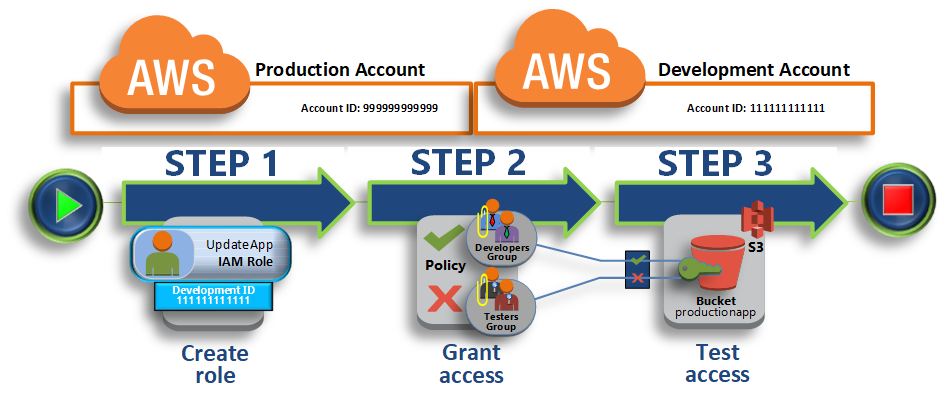 AWS
Production Account
Account ID: 999999999999
AWS
Development Account
Account ID: 111111111111
STEP 1
STEP 2
STEP 3
UpdateApp
IAM Role
Development ID
111111111111
Create
role
Policy
Developers
Group
Testers
Group
Grant
access
S3
Bucket
productionapp
Test
access